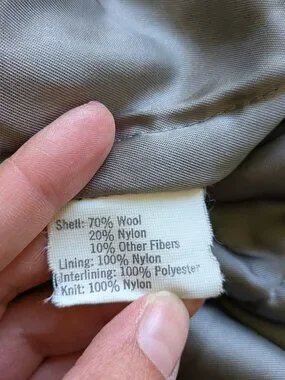 Shell: 70% Wool
20% Nylon
10% Other Fibers
Lining: 100% Nylon
Interlining: 100% Polyester
Knit: 100% Nylon